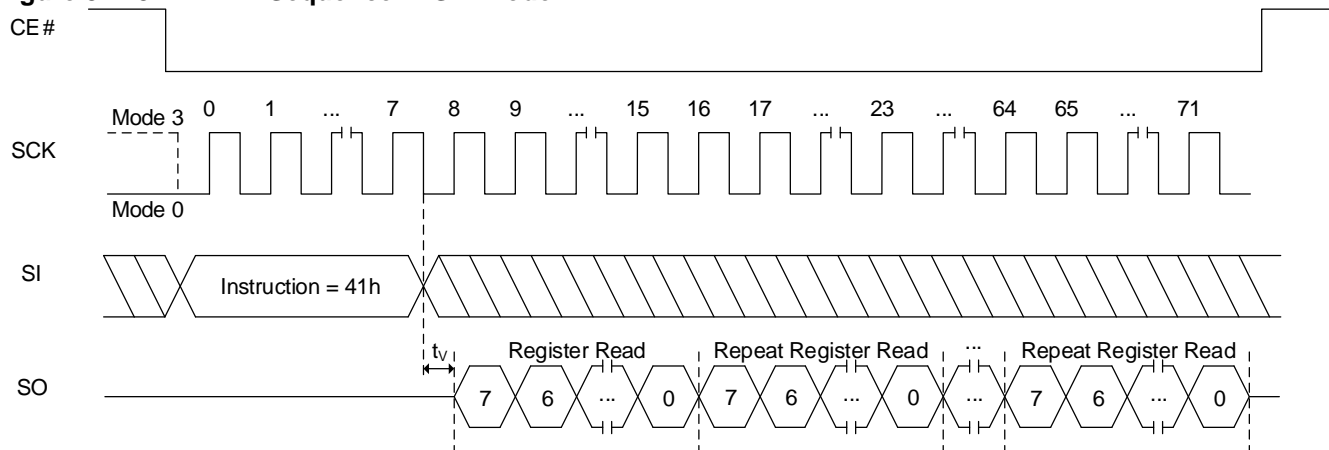 CE#
0 1 ... 7 8 9 ... 15 16 17 ... 23 ... 64 65 ... 71
Mode 3
SCK
Mode 0
SI
Instruction = 41h
tV
Register Read
Repeat Register Read
...
Repeat Register Read
SO
7 6 ... 0 7 6 ... 0 ... 7 6 ... 0